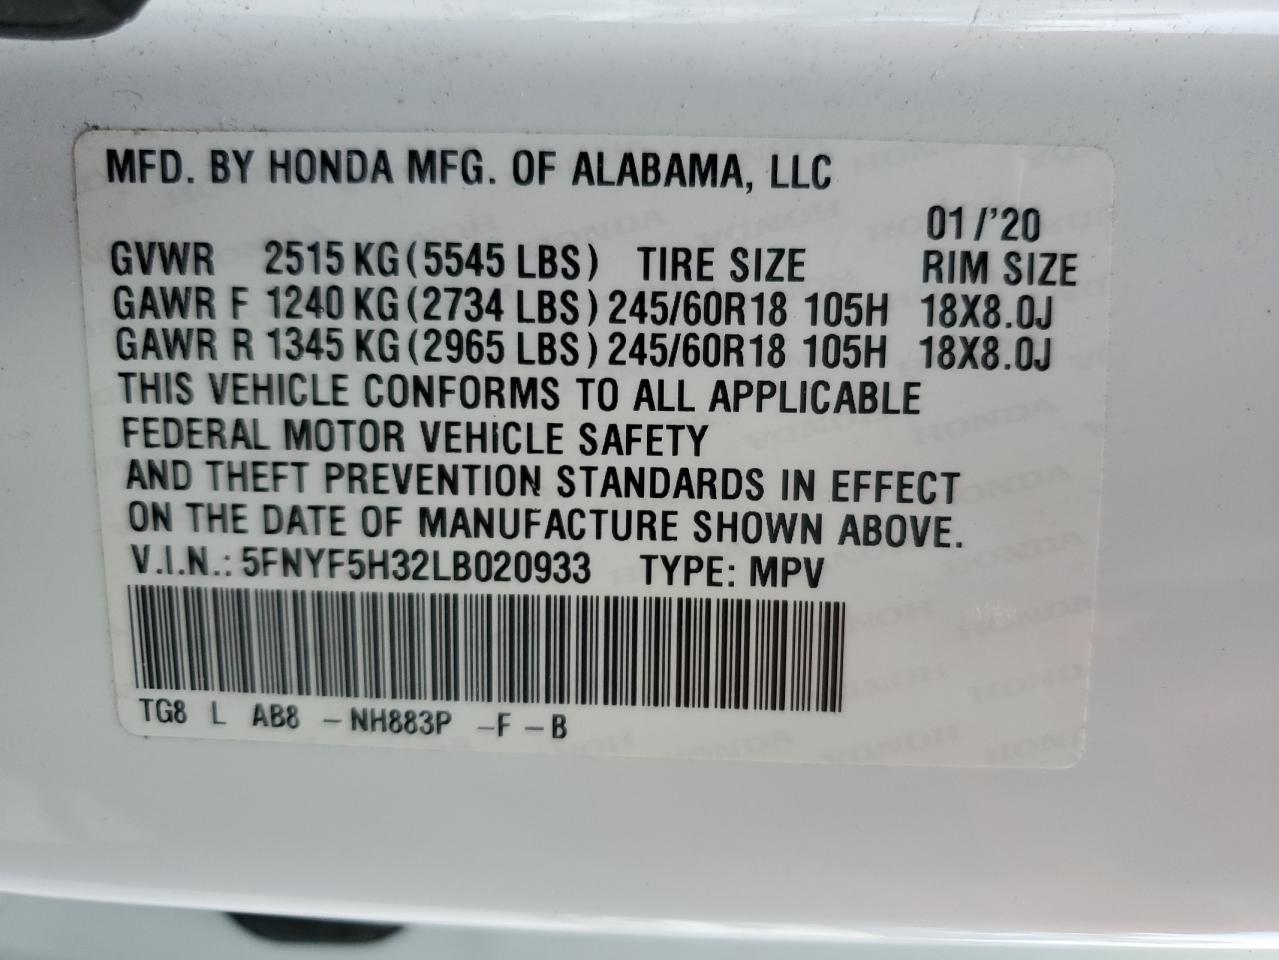 MFD. BY HONDA MFG. OF ALABAMA, LLC
01/'20
GVWR 2515 KG (5545 LBS) TIRE SIZE RIM SIZE
GAWR F 1240 KG (2734 LBS) 245/60R18 105H 18X8.0J
GAWR R 1345 KG (2965 LBS) 245/60R18 105H 18X8.0J
THIS VEHICLE CONFORMS TO ALL APPLICABLE
FEDERAL MOTOR VEHICLE SAFETY
AND THEFT PREVENTION STANDARDS IN EFFECT
ON THE DATE OF MANUFACTURE SHOWN ABOVE.
V.I.N.: 5FNYF5H32LB020933 TYPE: MPV
TG8 L AB8 - NH883P - F - B